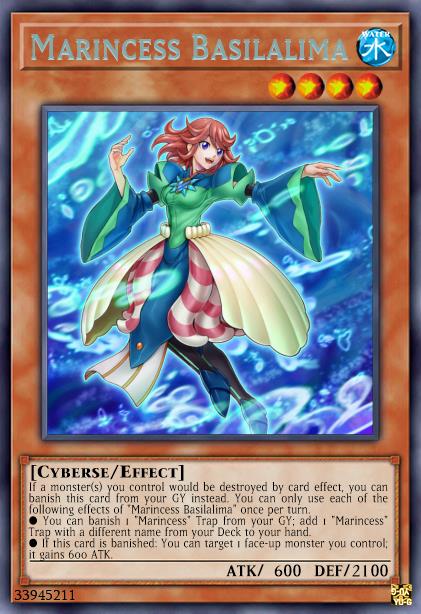 Marincess Basilalima
WATER
水
[Cyberse/Effect]
If a monster(s) you control would be destroyed by card effect, you can
banish this card from your GY instead. You can only use each of the
following effects of "Marincess Basilalima" once per turn.
● You can banish 1 "Marincess" Trap from your GY; add 1 "Marincess"
Trap with a different name from your Deck to your hand.
● If this card is banished: You can target 1 face-up monster you control;
it gains 600 ATK.
ATK/ 600 DEF/2100
33945211